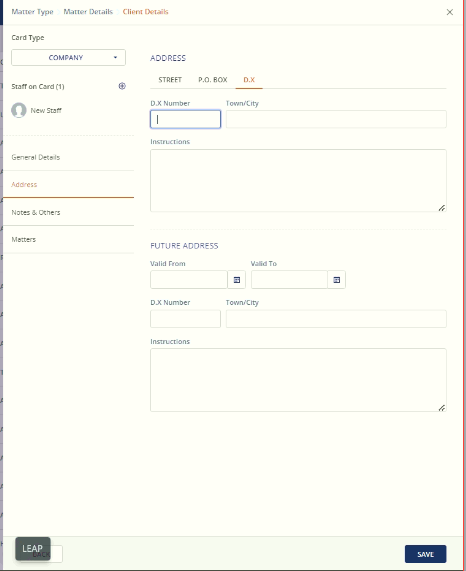 Matter Type Matter Details Client Details
Card Type
COMPANY
Staff on Card (1)
New Staff
General Details
Address
Notes & Others
Matters
ADDRESS
STREET P.O. BOX D.X
D.X Number Town/City
Instructions
FUTURE ADDRESS
Valid From Valid To
D.X Number Town/City
Instructions
LEAP
SAVE